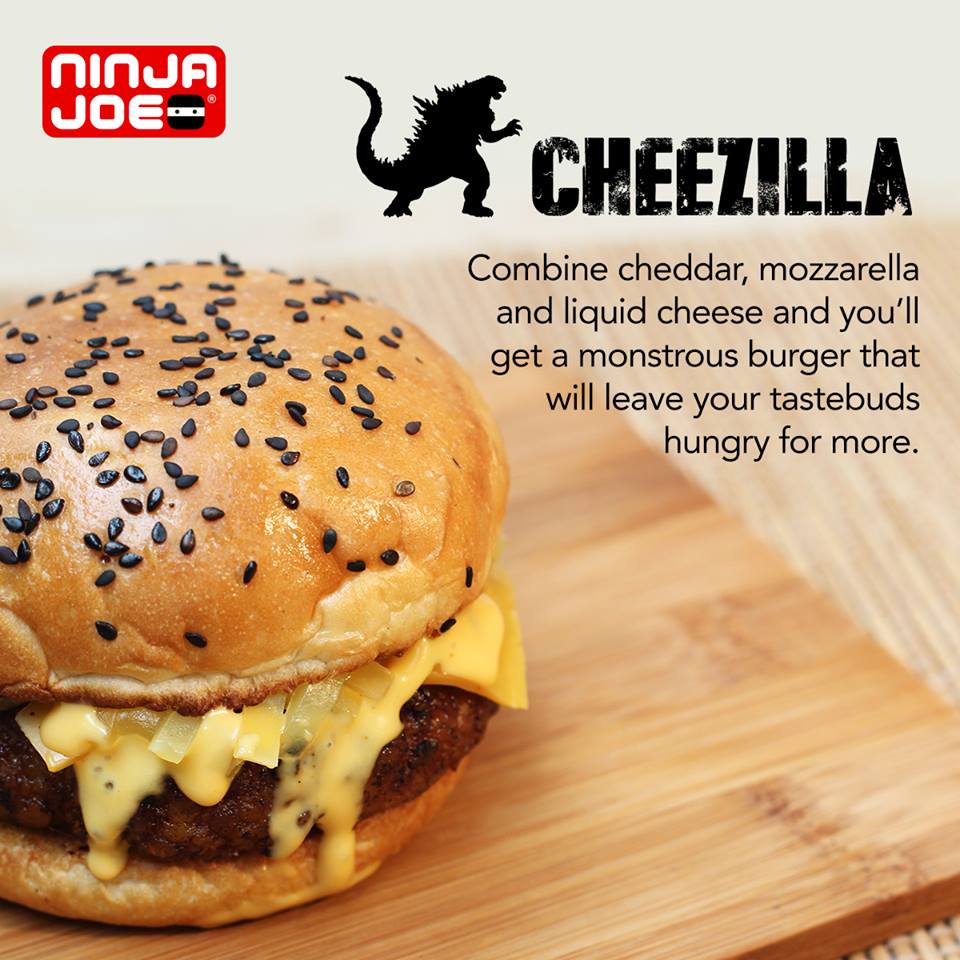 NINJA
JOE®
CHEEZILLA
Combine cheddar, mozzarella
and liquid cheese and you'll
get a monstrous burger that
will leave your tastebuds
hungry for more.